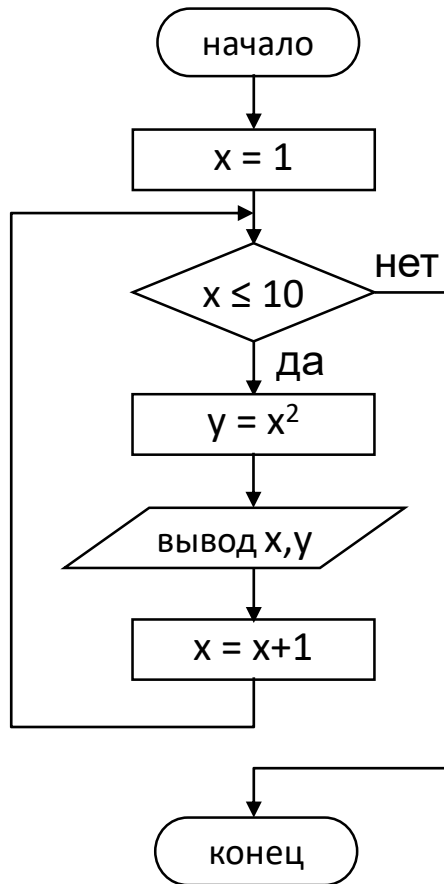 начало
x = 1
x ≤ 10
нет
да
y = x²
вывод x,y
x = x+1
конец